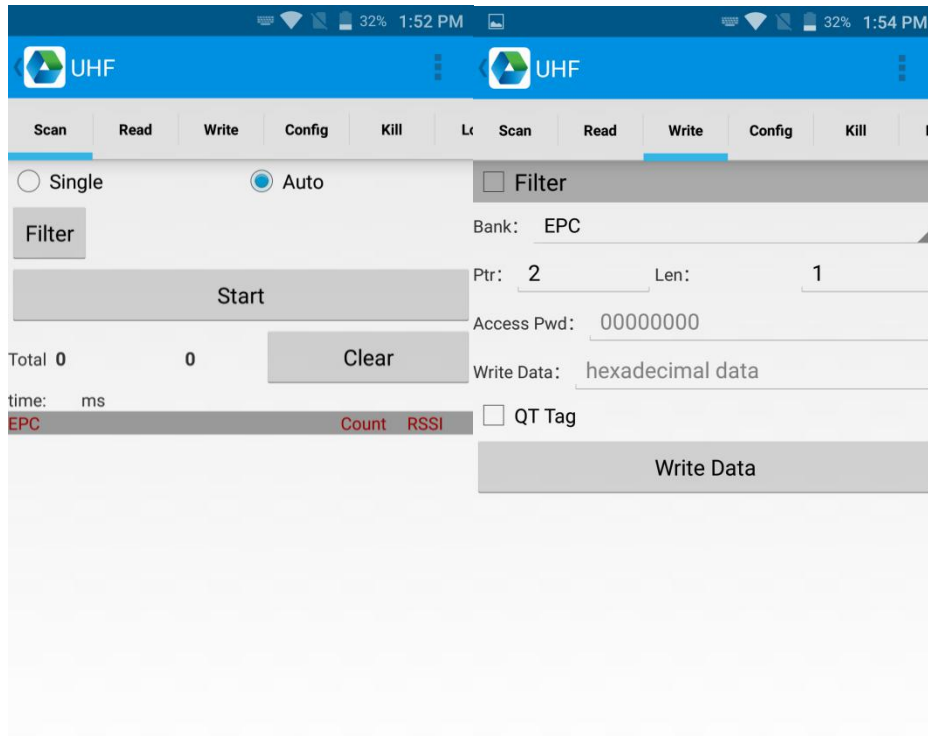 32% 1:52 PM
UHF
Scan Read Write Config Kill
Single Auto
Filter
Start
Total 0 0 Clear
time: ms
EPC Count RSSI
32% 1:54 PM
UHF
Scan Read Write Config Kill
Filter
Bank: EPC
Ptr: 2 Len: 1
Access Pwd: 00000000
Write Data: hexadecimal data
QT Tag
Write Data